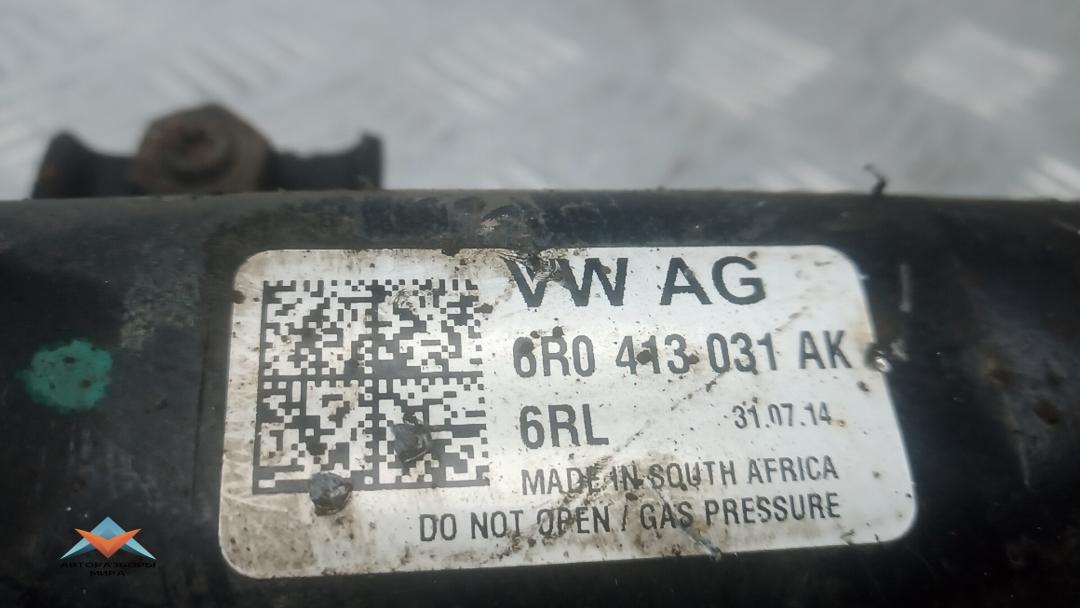 VW AG
6R0 413 031 AK
6RL 31.07.14
MADE IN SOUTH AFRICA
DO NOT OPEN / GAS PRESSURE
АВТОРАЗБОРЫ
МИРА